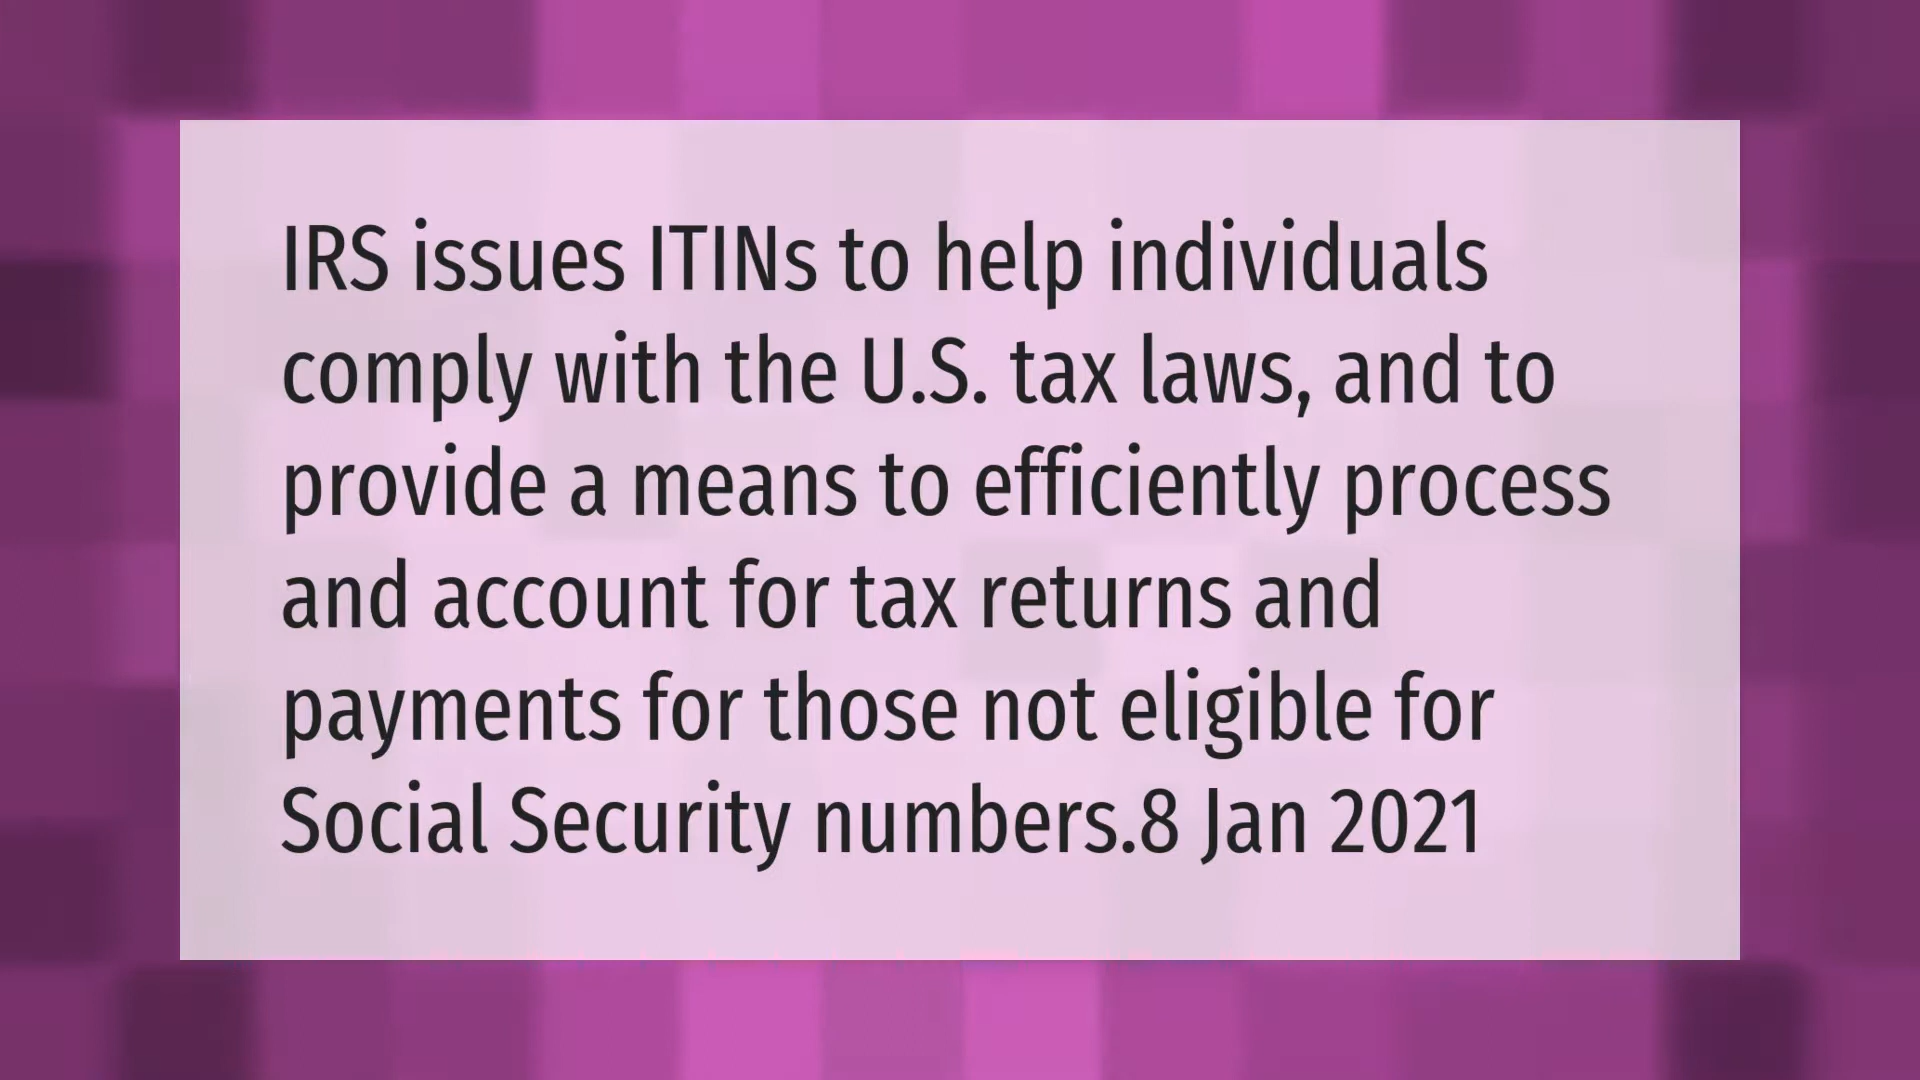 IRS issues ITINs to help individuals
comply with the U.S. tax laws, and to
provide a means to efficiently process
and account for tax returns and
payments for those not eligible for
Social Security numbers.8 Jan 2021